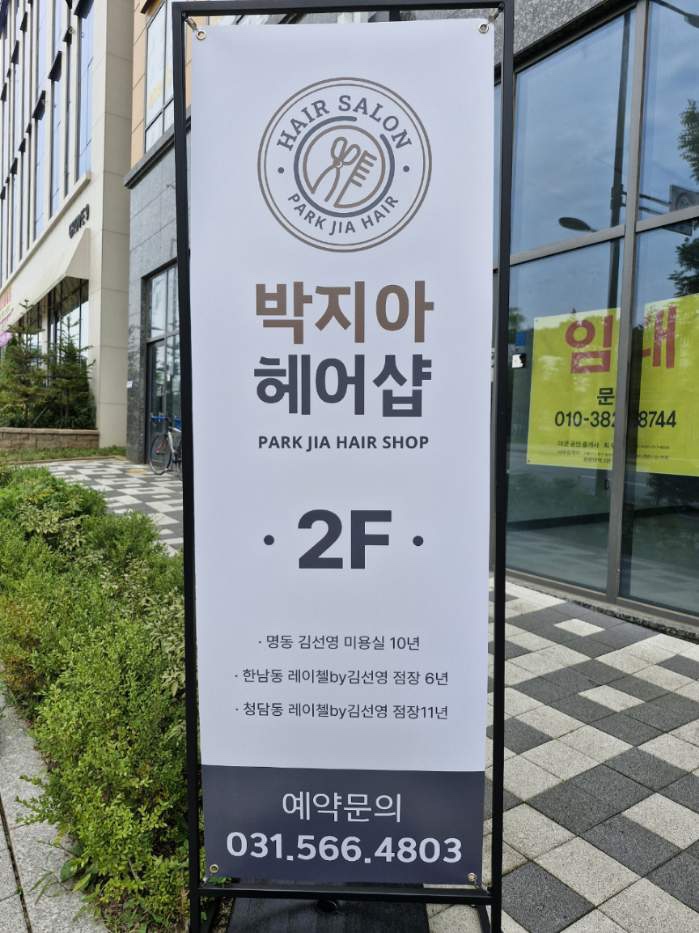 HAIR SALON
PARK JIA HAIR
박지아
헤어샵
PARK JIA HAIR SHOP
· 2F ·
· 명동 김선영 미용실 10년
· 한남동 레이첼by김선영 점장 6년
· 청담동 레이첼by김선영 점장11년
예약문의
031.566.4803
임대